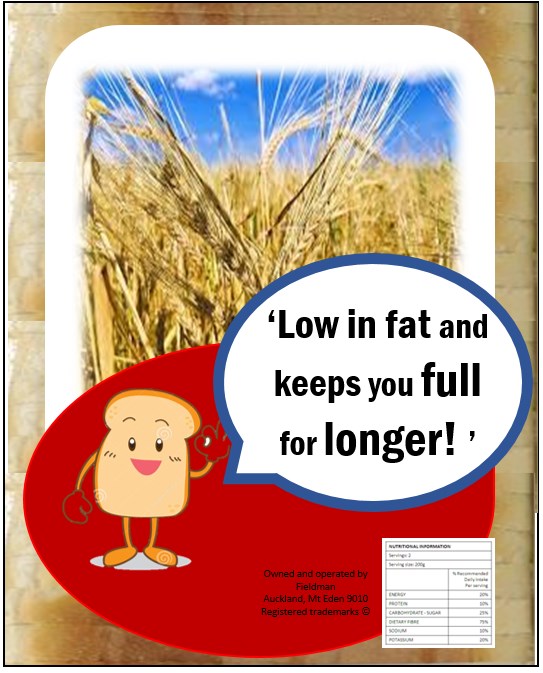 ‘Low in fat and
keeps you full
for longer! ’
Owned and operated by
Fieldman
Auckland, Mt Eden 9010
Registered trademarks ©
NUTRITIONAL INFORMATION
Servings: 2
Serving size: 200g
% Recommended
Daily Intake
Per serving
ENERGY 20%
PROTEIN 10%
CARBOHYDRATE - SUGAR 25%
DIETARY FIBRE 75%
SODIUM 10%
POTASSIUM 20%